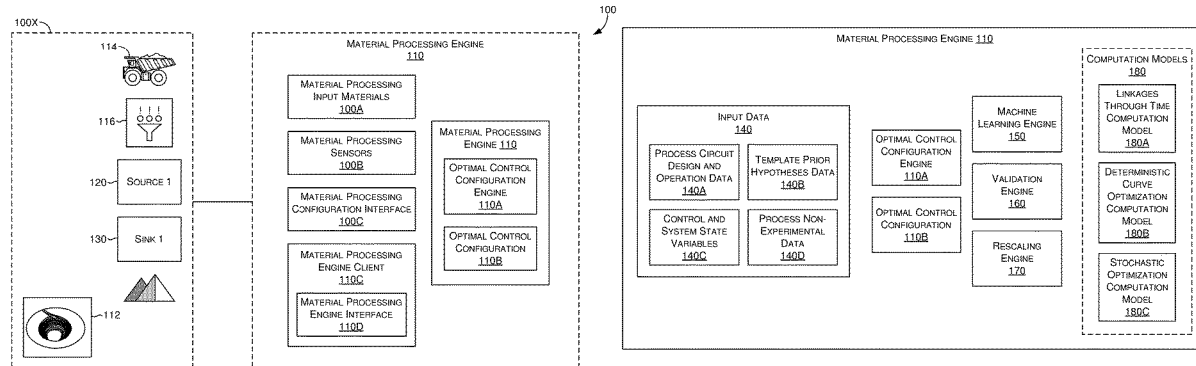 100X
114
116
120
SOURCE 1
130
SINK 1
112
MATERIAL PROCESSING ENGINE
110
MATERIAL PROCESSING
INPUT MATERIALS
100A
MATERIAL PROCESSING
SENSORS
100B
MATERIAL PROCESSING
CONFIGURATION INTERFACE
100C
MATERIAL PROCESSING
ENGINE CLIENT
110C
MATERIAL PROCESSING
ENGINE INTERFACE
110D
MATERIAL PROCESSING
ENGINE 110
OPTIMAL CONTROL
CONFIGURATION
ENGINE
110A
OPTIMAL CONTROL
CONFIGURATION
110B
100
MATERIAL PROCESSING ENGINE 110
INPUT DATA
140
PROCESS CIRCUIT
DESIGN AND
OPERATION DATA
140A
TEMPLATE PRIOR
HYPOTHESES DATA
140B
CONTROL AND
SYSTEM STATE
VARIABLES
140C
PROCESS NON-
EXPERIMENTAL
DATA
140D
OPTIMAL CONTROL
CONFIGURATION
ENGINE
110A
OPTIMAL CONTROL
CONFIGURATION
110B
MACHINE
LEARNING ENGINE
150
VALIDATION
ENGINE
160
RESCALING
ENGINE
170
COMPUTATION MODELS
180
LINKAGES
THROUGH TIME
COMPUTATION
MODEL
180A
DETERMINISTIC
CURVE
OPTIMIZATION
COMPUTATION
MODEL
180B
STOCHASTIC
OPTIMIZATION
COMPUTATION
MODEL
180C